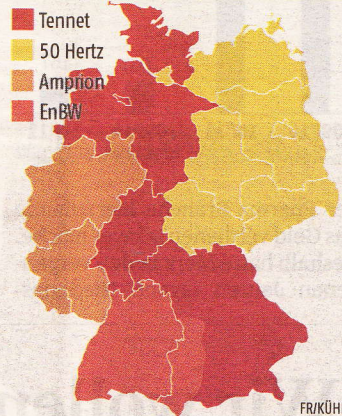 Tennet
50 Hertz
Amprion
EnBW
FR/KÜH